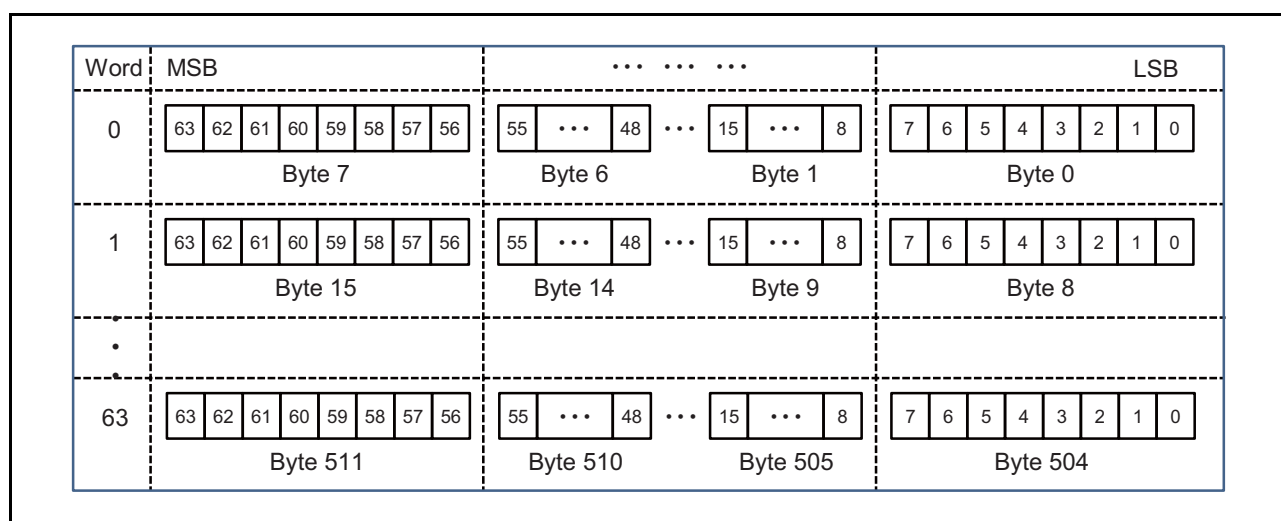 Word MSB ··· ··· ··· LSB
0 63 62 61 60 59 58 57 56 55 ··· 48 ··· 15 ··· 8 7 6 5 4 3 2 1 0
Byte 7 Byte 6 Byte 1 Byte 0
1 63 62 61 60 59 58 57 56 55 ··· 48 ··· 15 ··· 8 7 6 5 4 3 2 1 0
Byte 15 Byte 14 Byte 9 Byte 8
63 63 62 61 60 59 58 57 56 55 ··· 48 ··· 15 ··· 8 7 6 5 4 3 2 1 0
Byte 511 Byte 510 Byte 505 Byte 504